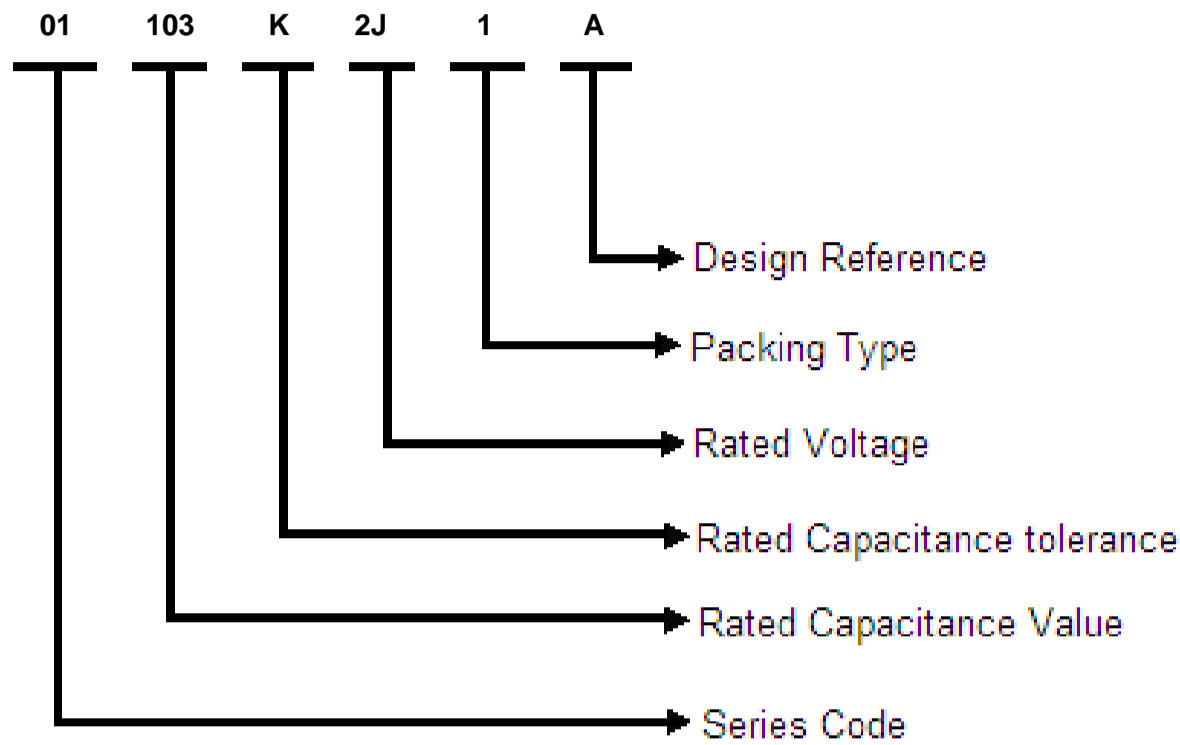 01 103 K 2J 1 A
Design Reference
Packing Type
Rated Voltage
Rated Capacitance tolerance
Rated Capacitance Value
Series Code